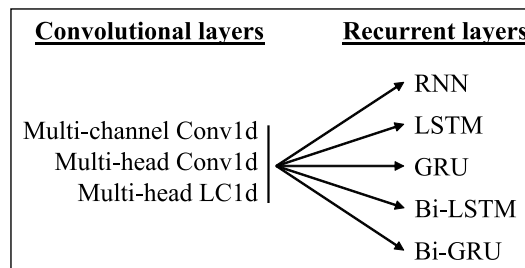 Convolutional layers
Recurrent layers
Multi-channel Conv1d
Multi-head Conv1d
Multi-head LC1d
RNN
LSTM
GRU
Bi-LSTM
Bi-GRU